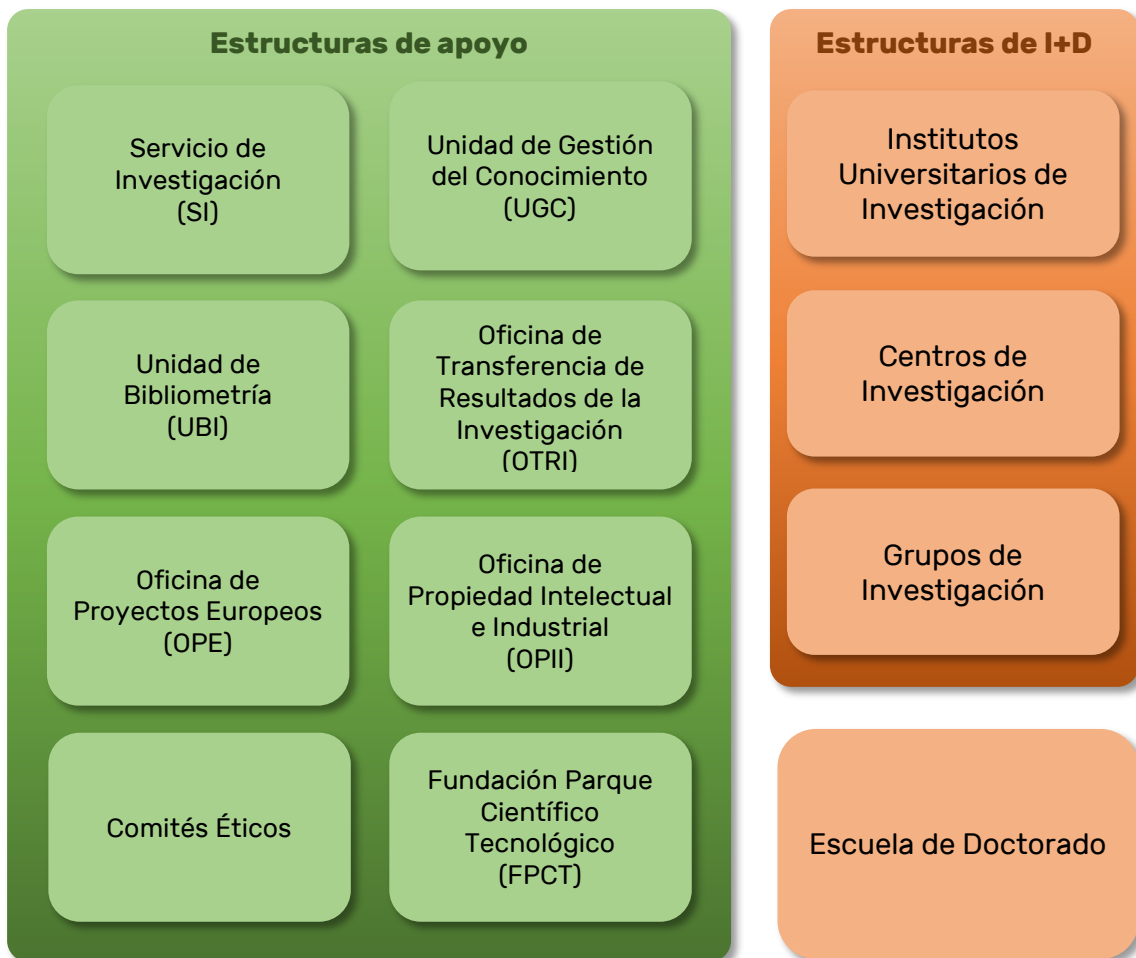 Estructuras de apoyo
Servicio de
Investigación
(SI)
Unidad de Gestión
del Conocimiento
(UGC)
Unidad de
Bibliometría
(UBI)
Oficina de
Transferencia de
Resultados de la
Investigación
(OTRI)
Oficina de
Proyectos Europeos
(OPE)
Oficina de
Propiedad Intelectual
e Industrial
(OPII)
Comités Éticos
Fundación Parque
Científico
Tecnológico
(FPCT)
Estructuras de I+D
Institutos
Universitarios de
Investigación
Centros de
Investigación
Grupos de
Investigación
Escuela de Doctorado